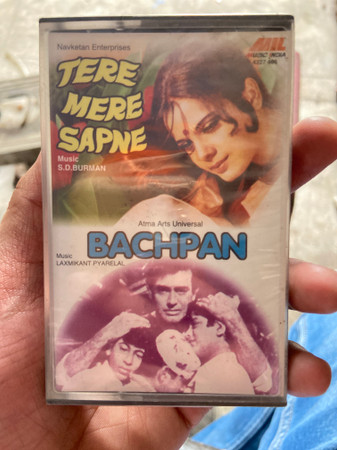 Navketan Enterprises
TERE
MERE
SAPNE
Music
S.D.BURMAN
Atma Arts Universal
BACHPAN
Music
LAXMIKANT PYARELAL